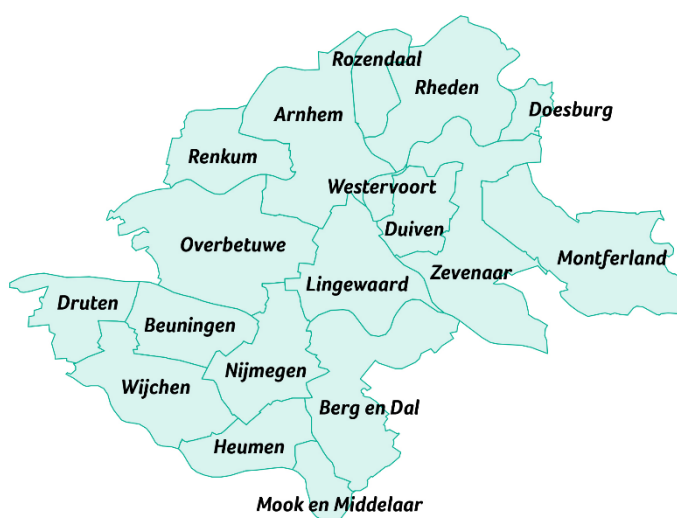 Rozendaal
Rheden
Doesburg
Arnhem
Renkum
Westervoort
Duiven
Overbetuwe
Montferland
Zevenaar
Lingewaard
Druten
Beuningen
Nijmegen
Wijchen
Berg en Dal
Heumen
Mook en Middelaar